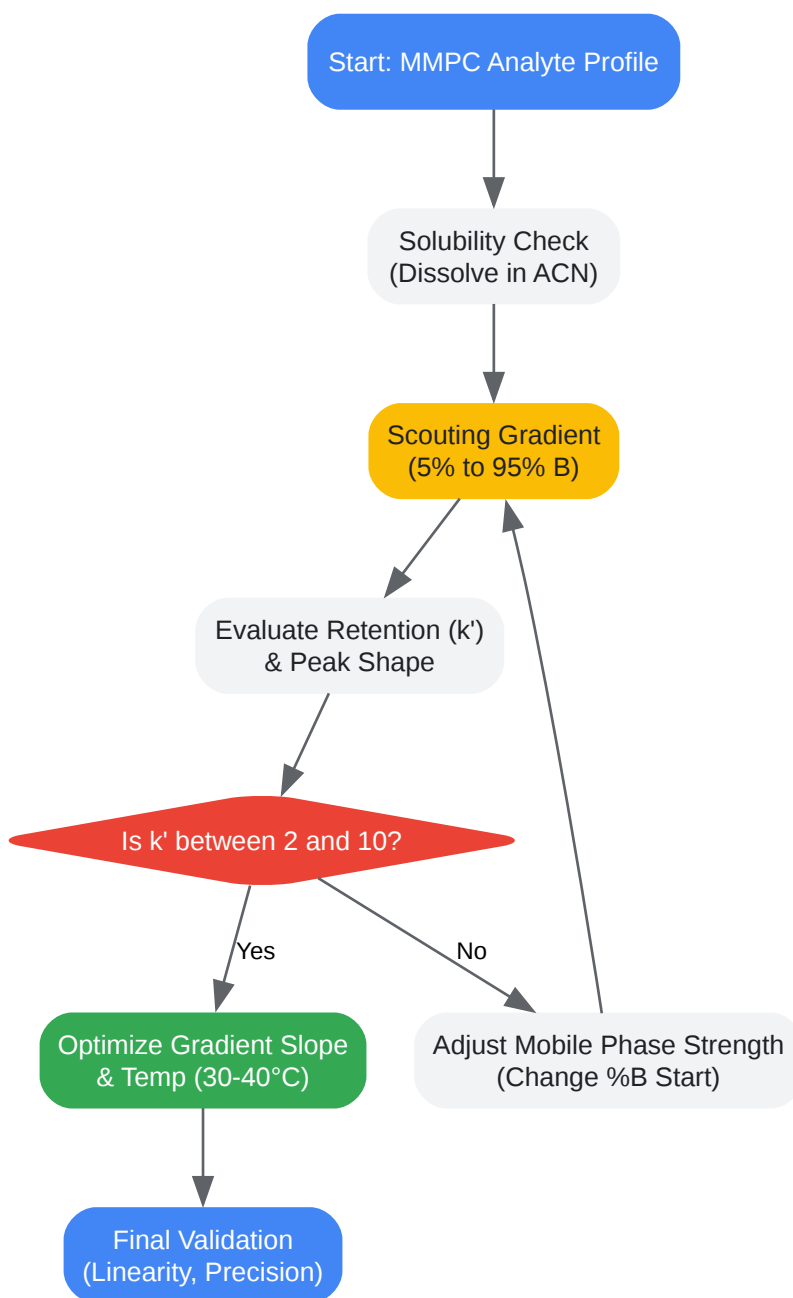 Start: MMPC Analyte Profile
Solubility Check
(Dissolve in ACN)
Scouting Gradient
(5% to 95% B)
Evaluate Retention (k')
& Peak Shape
Is k' between 2 and 10?
Yes
No
Optimize Gradient Slope
& Temp (30-40°C)
Adjust Mobile Phase Strength
(Change %B Start)
Final Validation
(Linearity, Precision)